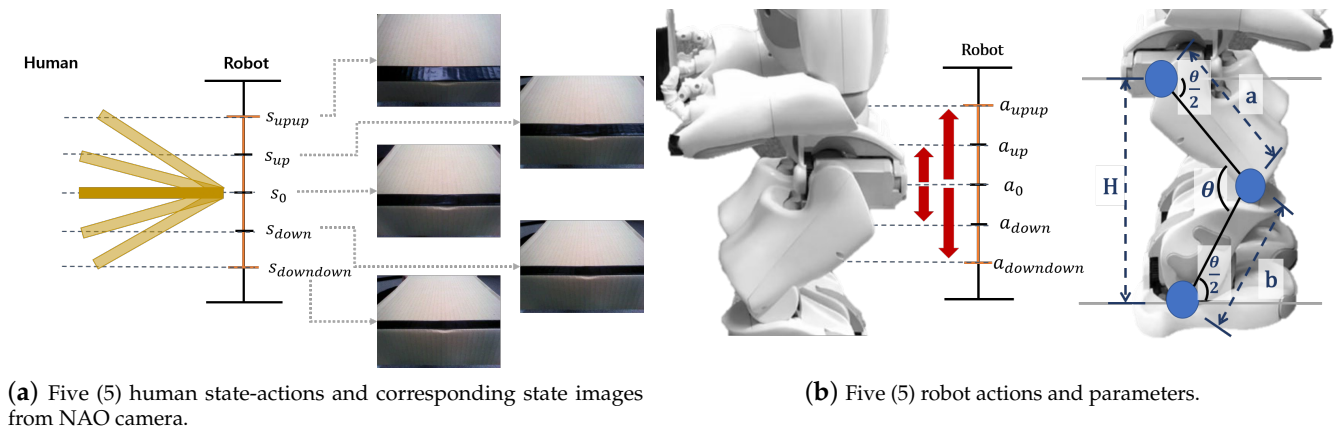 Human
Robot
s_upup
s_up
s_0
s_down
s_downdown
Robot
a_upup
a_up
a_0
a_down
a_downdown
H
θ/2
a
θ
θ/2
b
(a) Five (5) human state-actions and corresponding state images
from NAO camera.
(b) Five (5) robot actions and parameters.